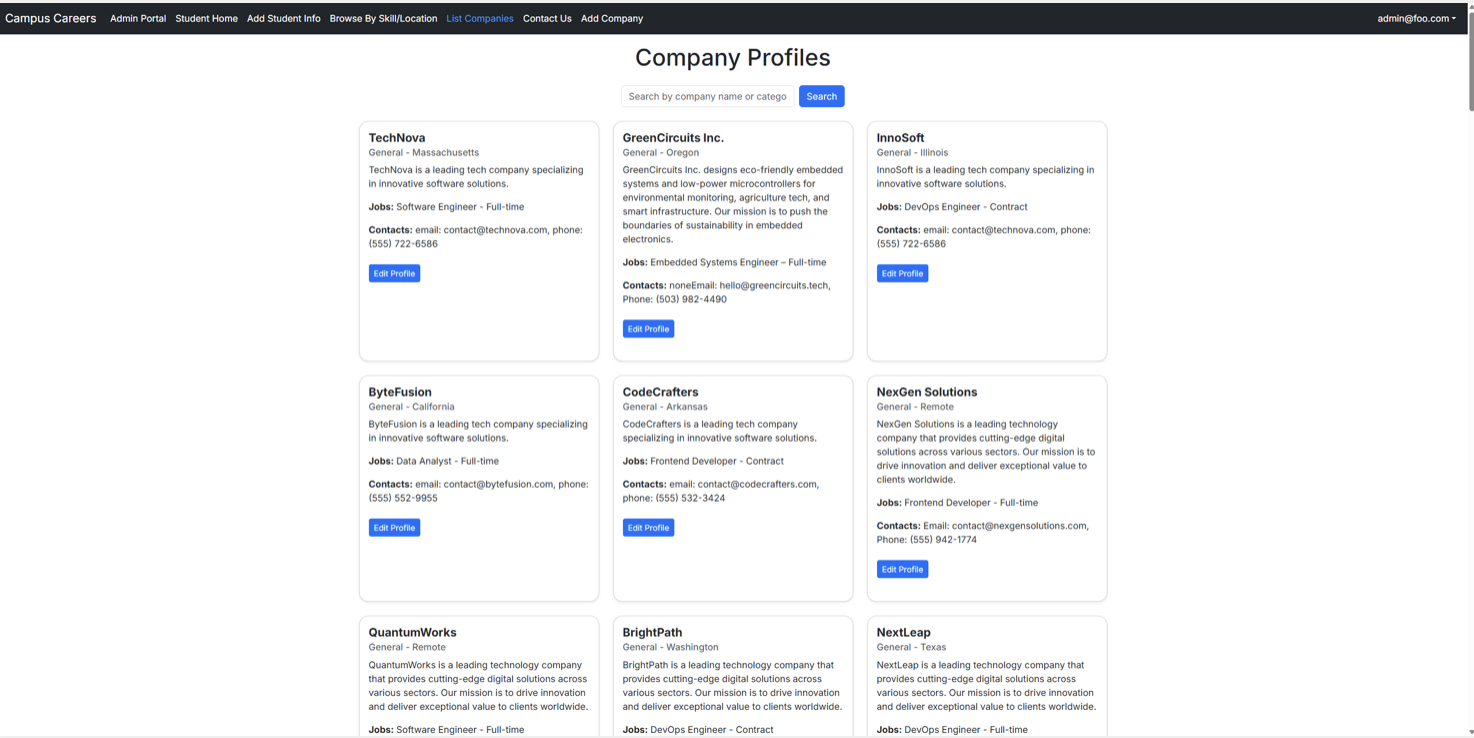 Campus Careers Admin Portal Student Home Add Student Info Browse By Skill/Location List Companies Contact Us Add Company admin@foo.com
Company Profiles
Search by company name or catego Search
TechNova
General - Massachusetts
TechNova is a leading tech company specializing
in innovative software solutions.
Jobs: Software Engineer - Full-time
Contacts: email: contact@technova.com, phone:
(555) 722-6586
Edit Profile
GreenCircuits Inc.
General - Oregon
GreenCircuits Inc. designs eco-friendly embedded
systems and low-power microcontrollers for
environmental monitoring, agriculture tech, and
smart infrastructure. Our mission is to push the
boundaries of sustainability in embedded
electronics.
Jobs: Embedded Systems Engineer – Full-time
Contacts: noneEmail: hello@greencircuits.tech,
Phone: (503) 982-4490
Edit Profile
InnoSoft
General - Illinois
InnoSoft is a leading tech company specializing in
innovative software solutions.
Jobs: DevOps Engineer - Contract
Contacts: email: contact@technova.com, phone:
(555) 722-6586
Edit Profile
ByteFusion
General - California
ByteFusion is a leading tech company specializing
in innovative software solutions.
Jobs: Data Analyst - Full-time
Contacts: email: contact@bytefusion.com, phone:
(555) 552-9955
Edit Profile
CodeCrafters
General - Arkansas
CodeCrafters is a leading tech company
specializing in innovative software solutions.
Jobs: Frontend Developer - Contract
Contacts: email: contact@codecrafters.com,
phone: (555) 532-3424
Edit Profile
NexGen Solutions
General - Remote
NexGen Solutions is a leading technology
company that provides cutting-edge digital
solutions across various sectors. Our mission is to
drive innovation and deliver exceptional value to
clients worldwide.
Jobs: Frontend Developer - Full-time
Contacts: Email: contact@nexgensolutions.com,
Phone: (555) 942-1774
Edit Profile
QuantumWorks
General - Remote
QuantumWorks is a leading technology company
that provides cutting-edge digital solutions across
various sectors. Our mission is to drive innovation
and deliver exceptional value to clients worldwide.
Jobs: Software Engineer - Full-time
BrightPath
General - Washington
BrightPath is a leading technology company that
provides cutting-edge digital solutions across
various sectors. Our mission is to drive innovation
and deliver exceptional value to clients worldwide.
Jobs: DevOps Engineer - Contract
NextLeap
General - Texas
NextLeap is a leading technology company that
provides cutting-edge digital solutions across
various sectors. Our mission is to drive innovation
and deliver exceptional value to clients worldwide.
Jobs: DevOps Engineer - Full-time